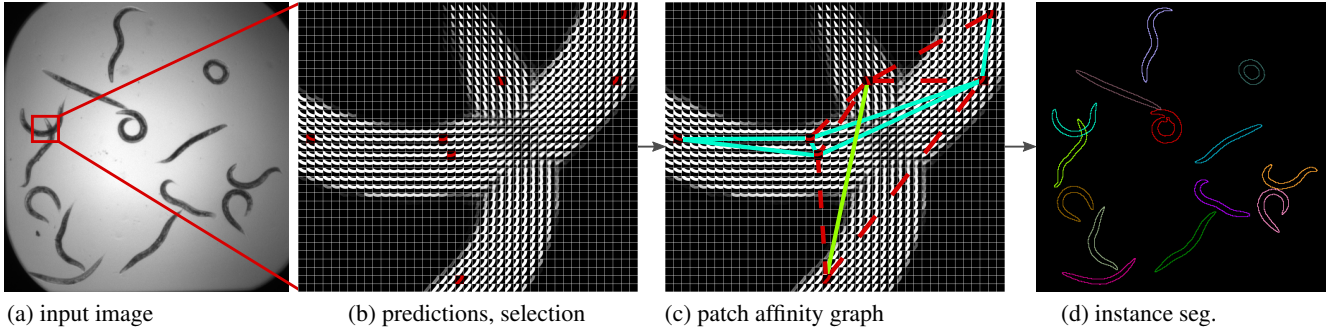 (a) input image
(b) predictions, selection
(c) patch affinity graph
(d) instance seg.